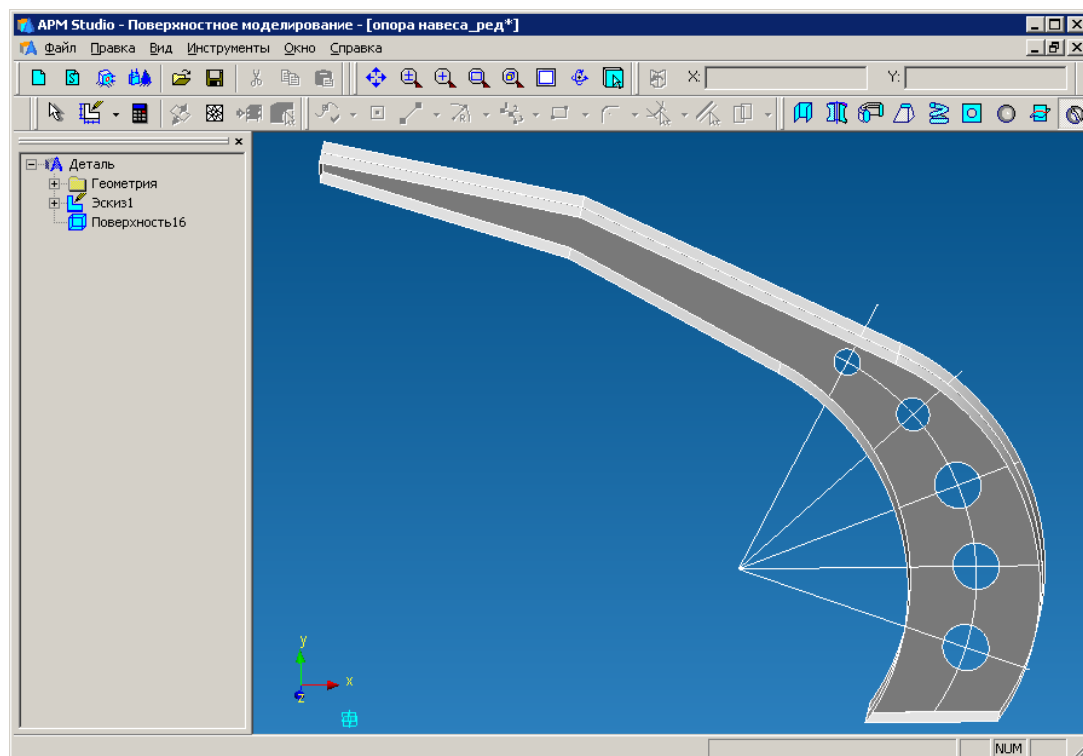 APM Studio - Поверхностное моделирование - [опора навеса_ред*]
Файл Правка Вид Инструменты Окно Справка
X: Y:
Деталь
Геометрия
Эскиз1
Поверхность16
y
x
z
NUM